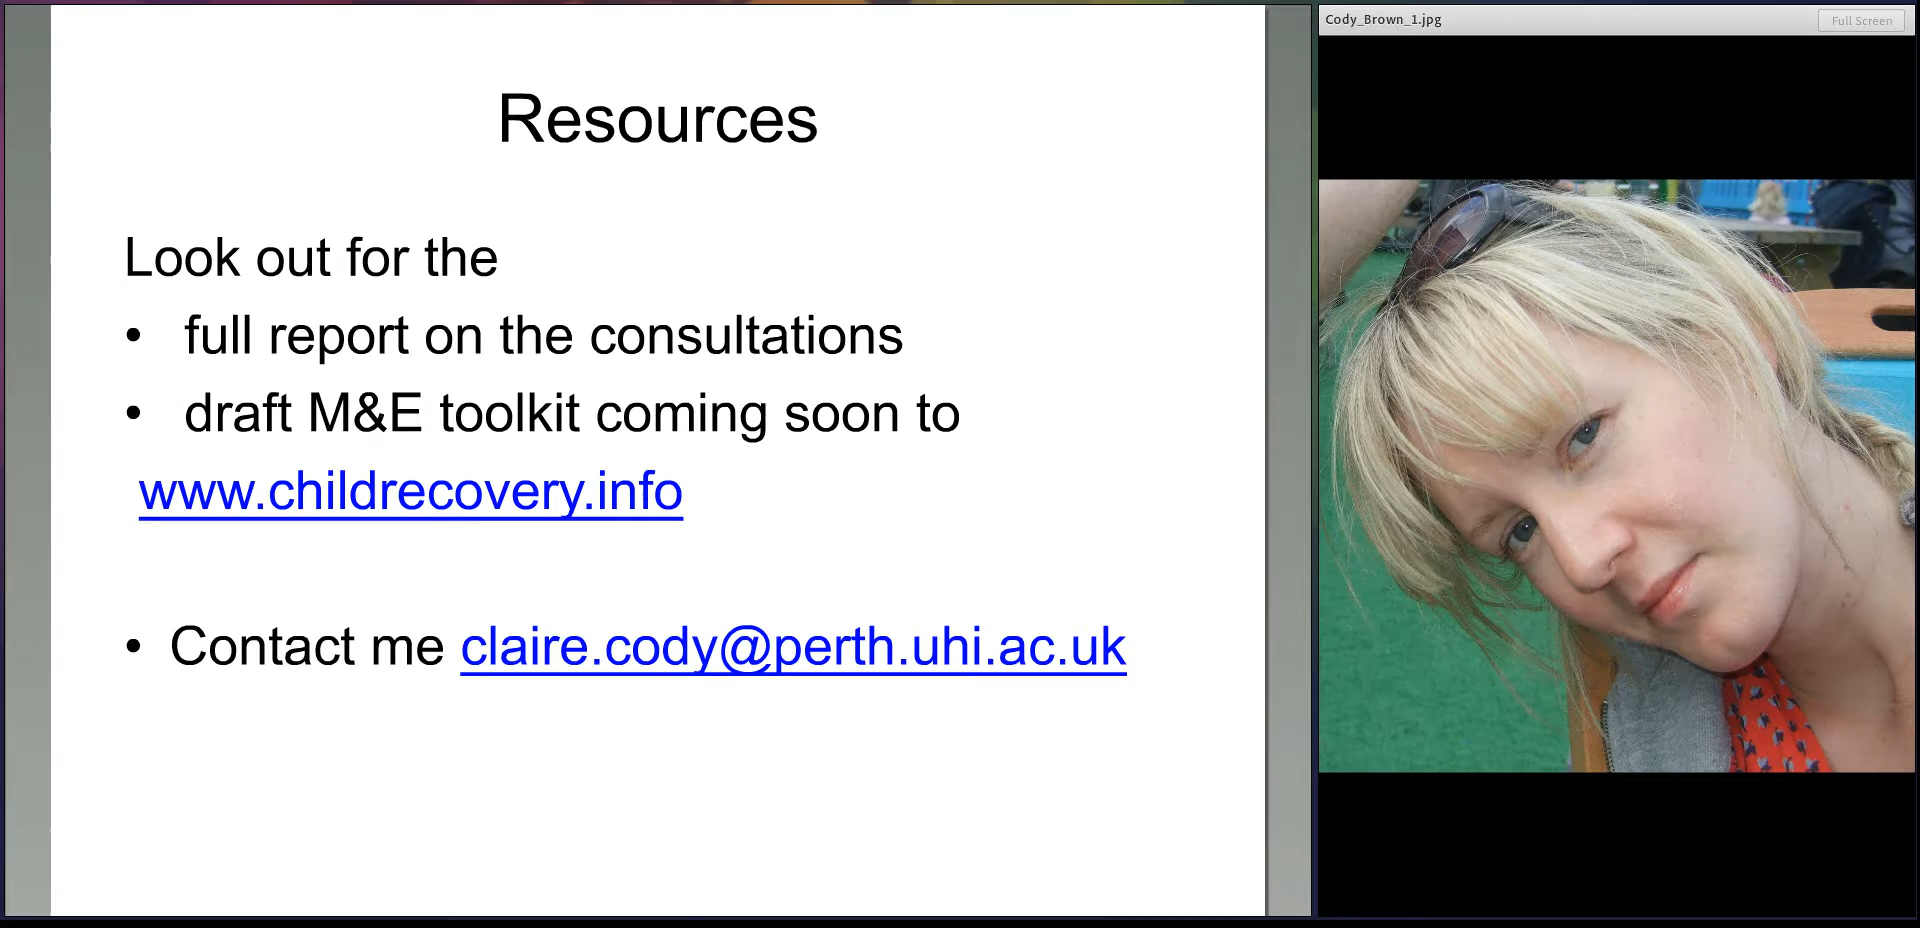 Resources
Look out for the
• full report on the consultations
• draft M&E toolkit coming soon to
www.childrecovery.info
• Contact me claire.cody@perth.uhi.ac.uk
Cody_Brown_1.jpg
Full Screen